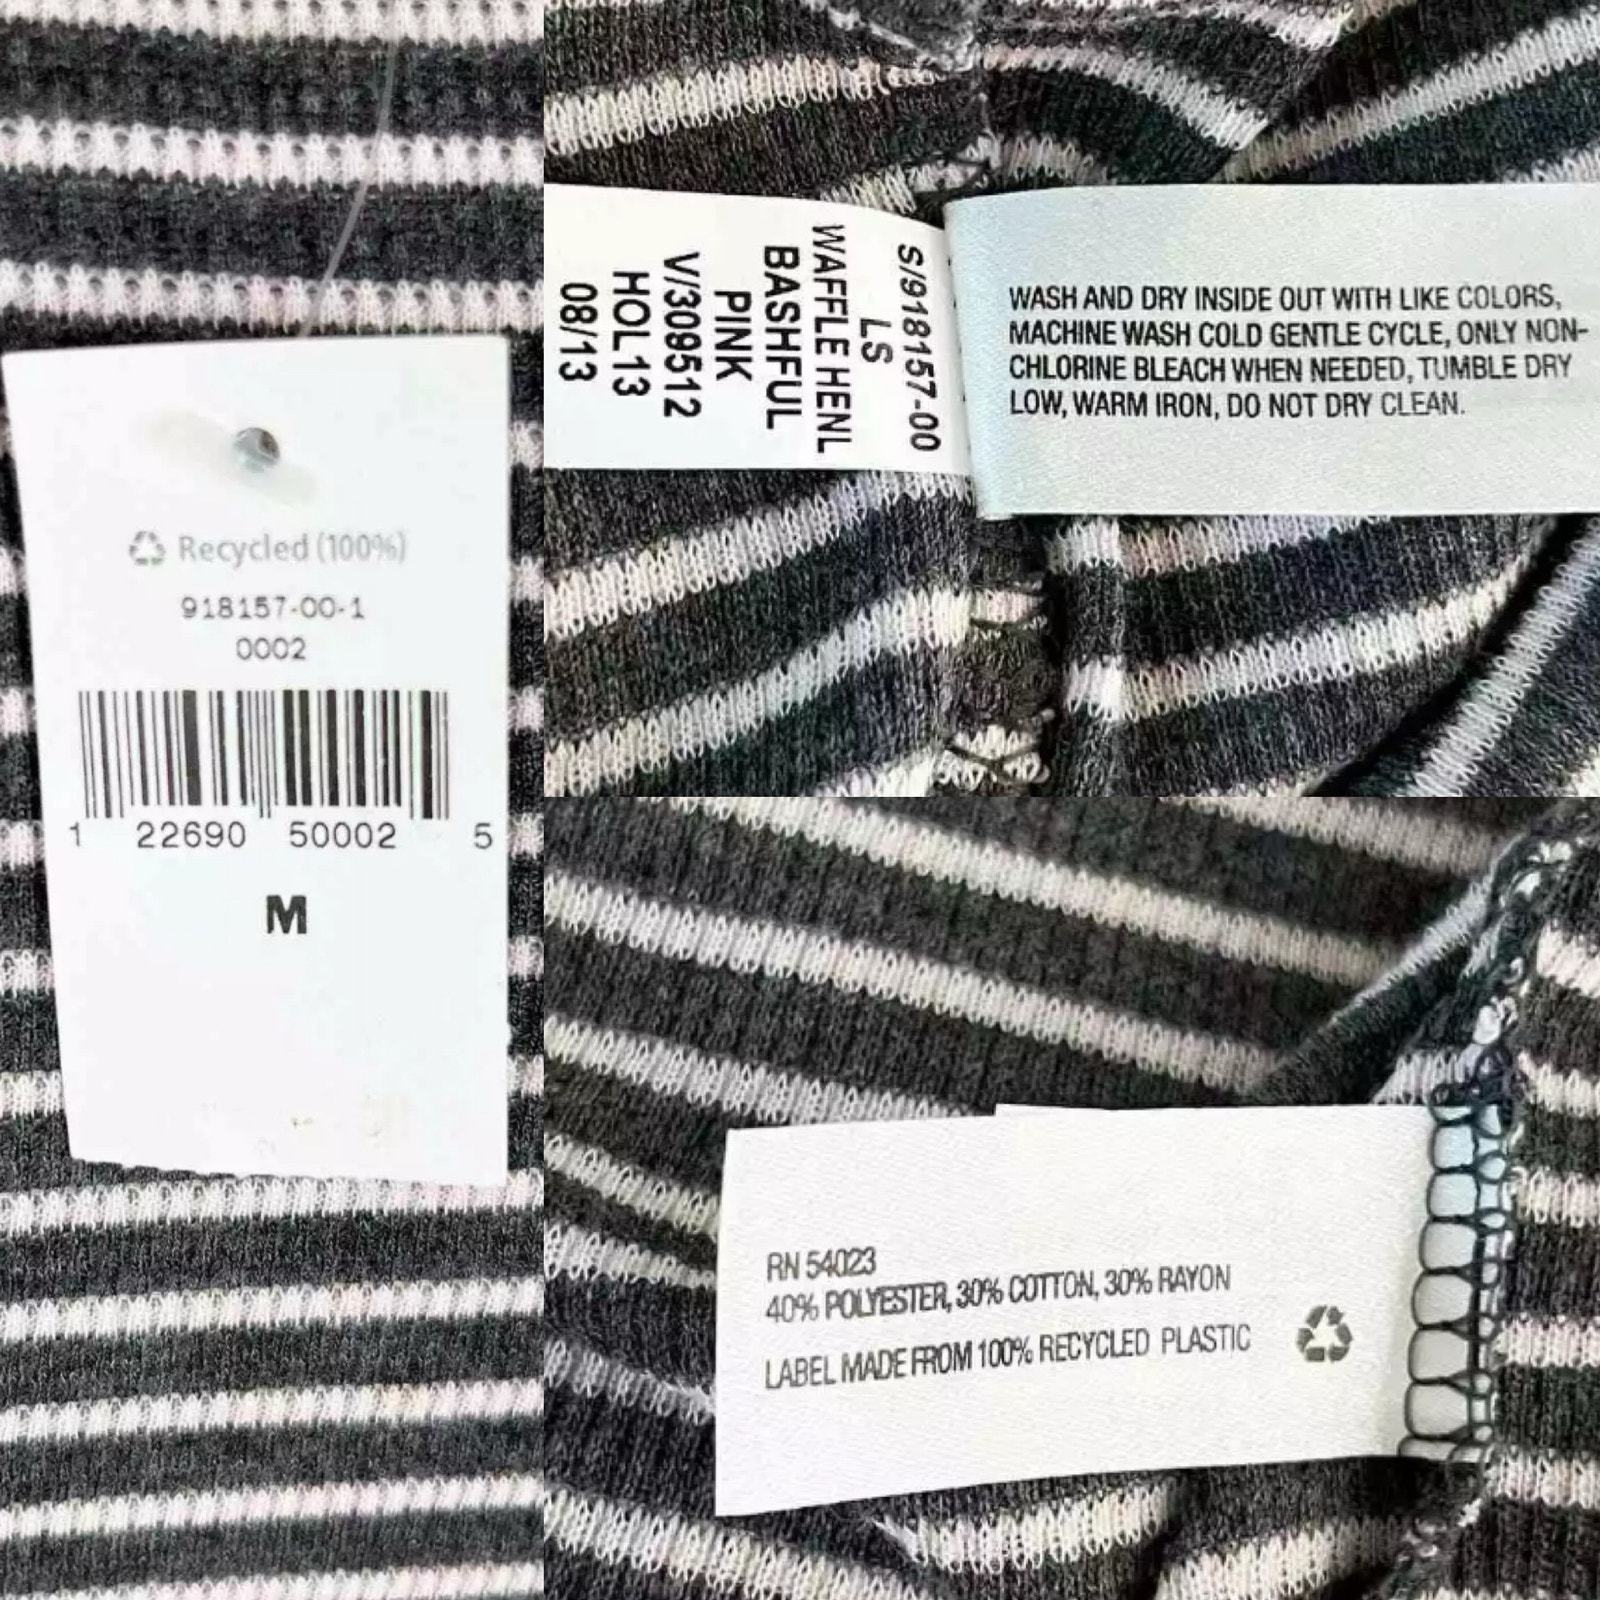 Recycled (100%)
918157-00-1
0002
1 22690 50002 5
M
S/918157-00
LS
WAFFLE HENL
BASHFUL
PINK
V/309512
HOL13
08/13
WASH AND DRY INSIDE OUT WITH LIKE COLORS,
MACHINE WASH COLD GENTLE CYCLE, ONLY NON-
CHLORINE BLEACH WHEN NEEDED, TUMBLE DRY
LOW, WARM IRON, DO NOT DRY CLEAN.
RN 54023
40% POLYESTER, 30% COTTON, 30% RAYON
LABEL MADE FROM 100% RECYCLED PLASTIC